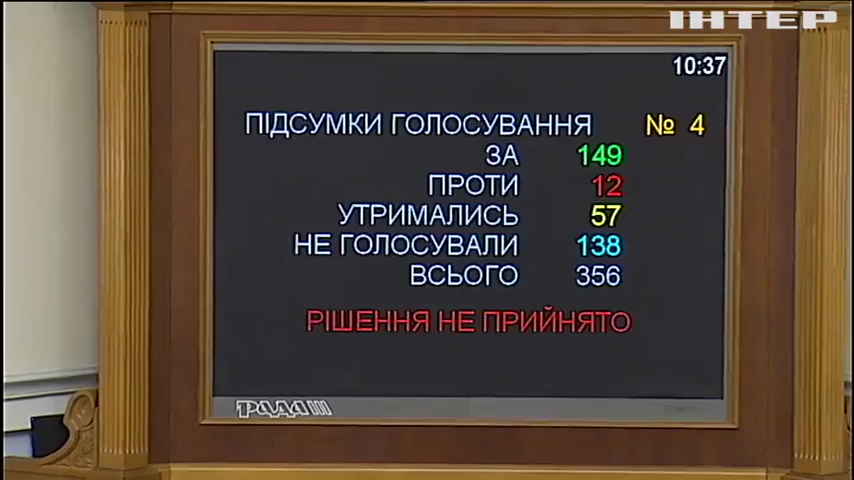 ІНТЕР
10:37
ПІДСУМКИ ГОЛОСУВАННЯ № 4
ЗА 149
ПРОТИ 12
УТРИМАЛИСЬ 57
НЕ ГОЛОСУВАЛИ 138
ВСЬОГО 356
РІШЕННЯ НЕ ПРИЙНЯТО
РАДА III